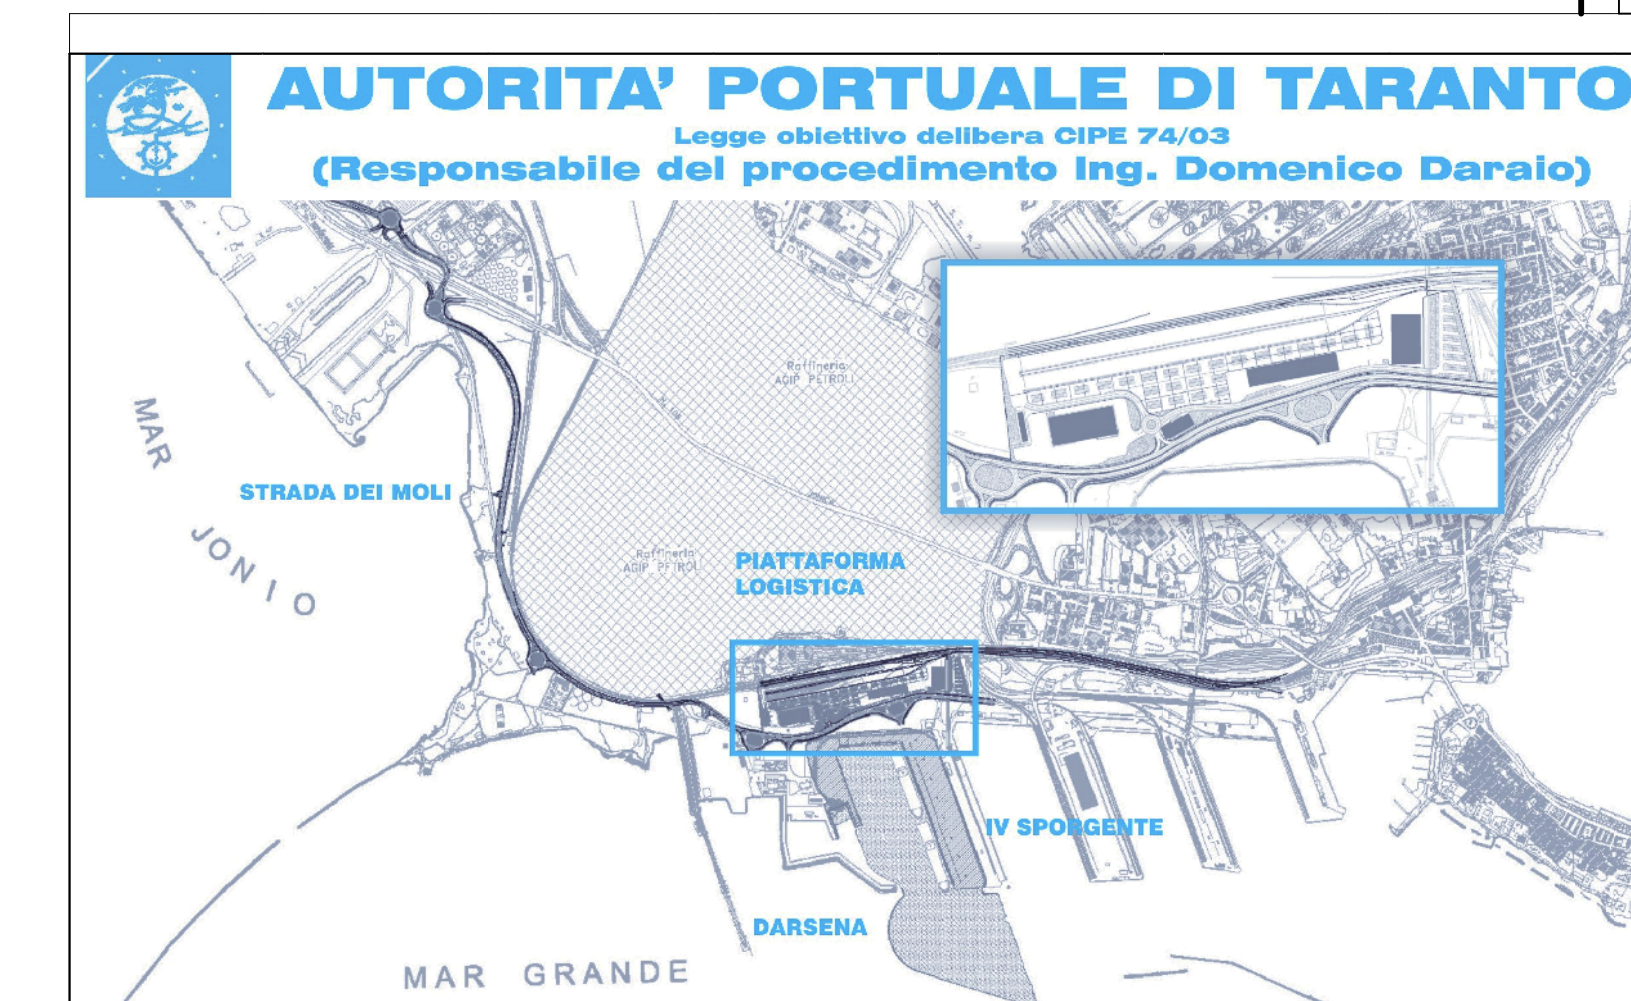 AUTORITA’ PORTUALE DI TARANTO
Legge obiettivo delibera CIPE 74/03
(Responsabile del procedimento Ing. Domenico Daraio)
Raffineria
AGIP PETROLI
MAR
JONIO
STRADA DEI MOLI
Raffineria
AGIP PETROLI
PIATTAFORMA
LOGISTICA
IV SPORGENTE
DARSENA
MAR GRANDE